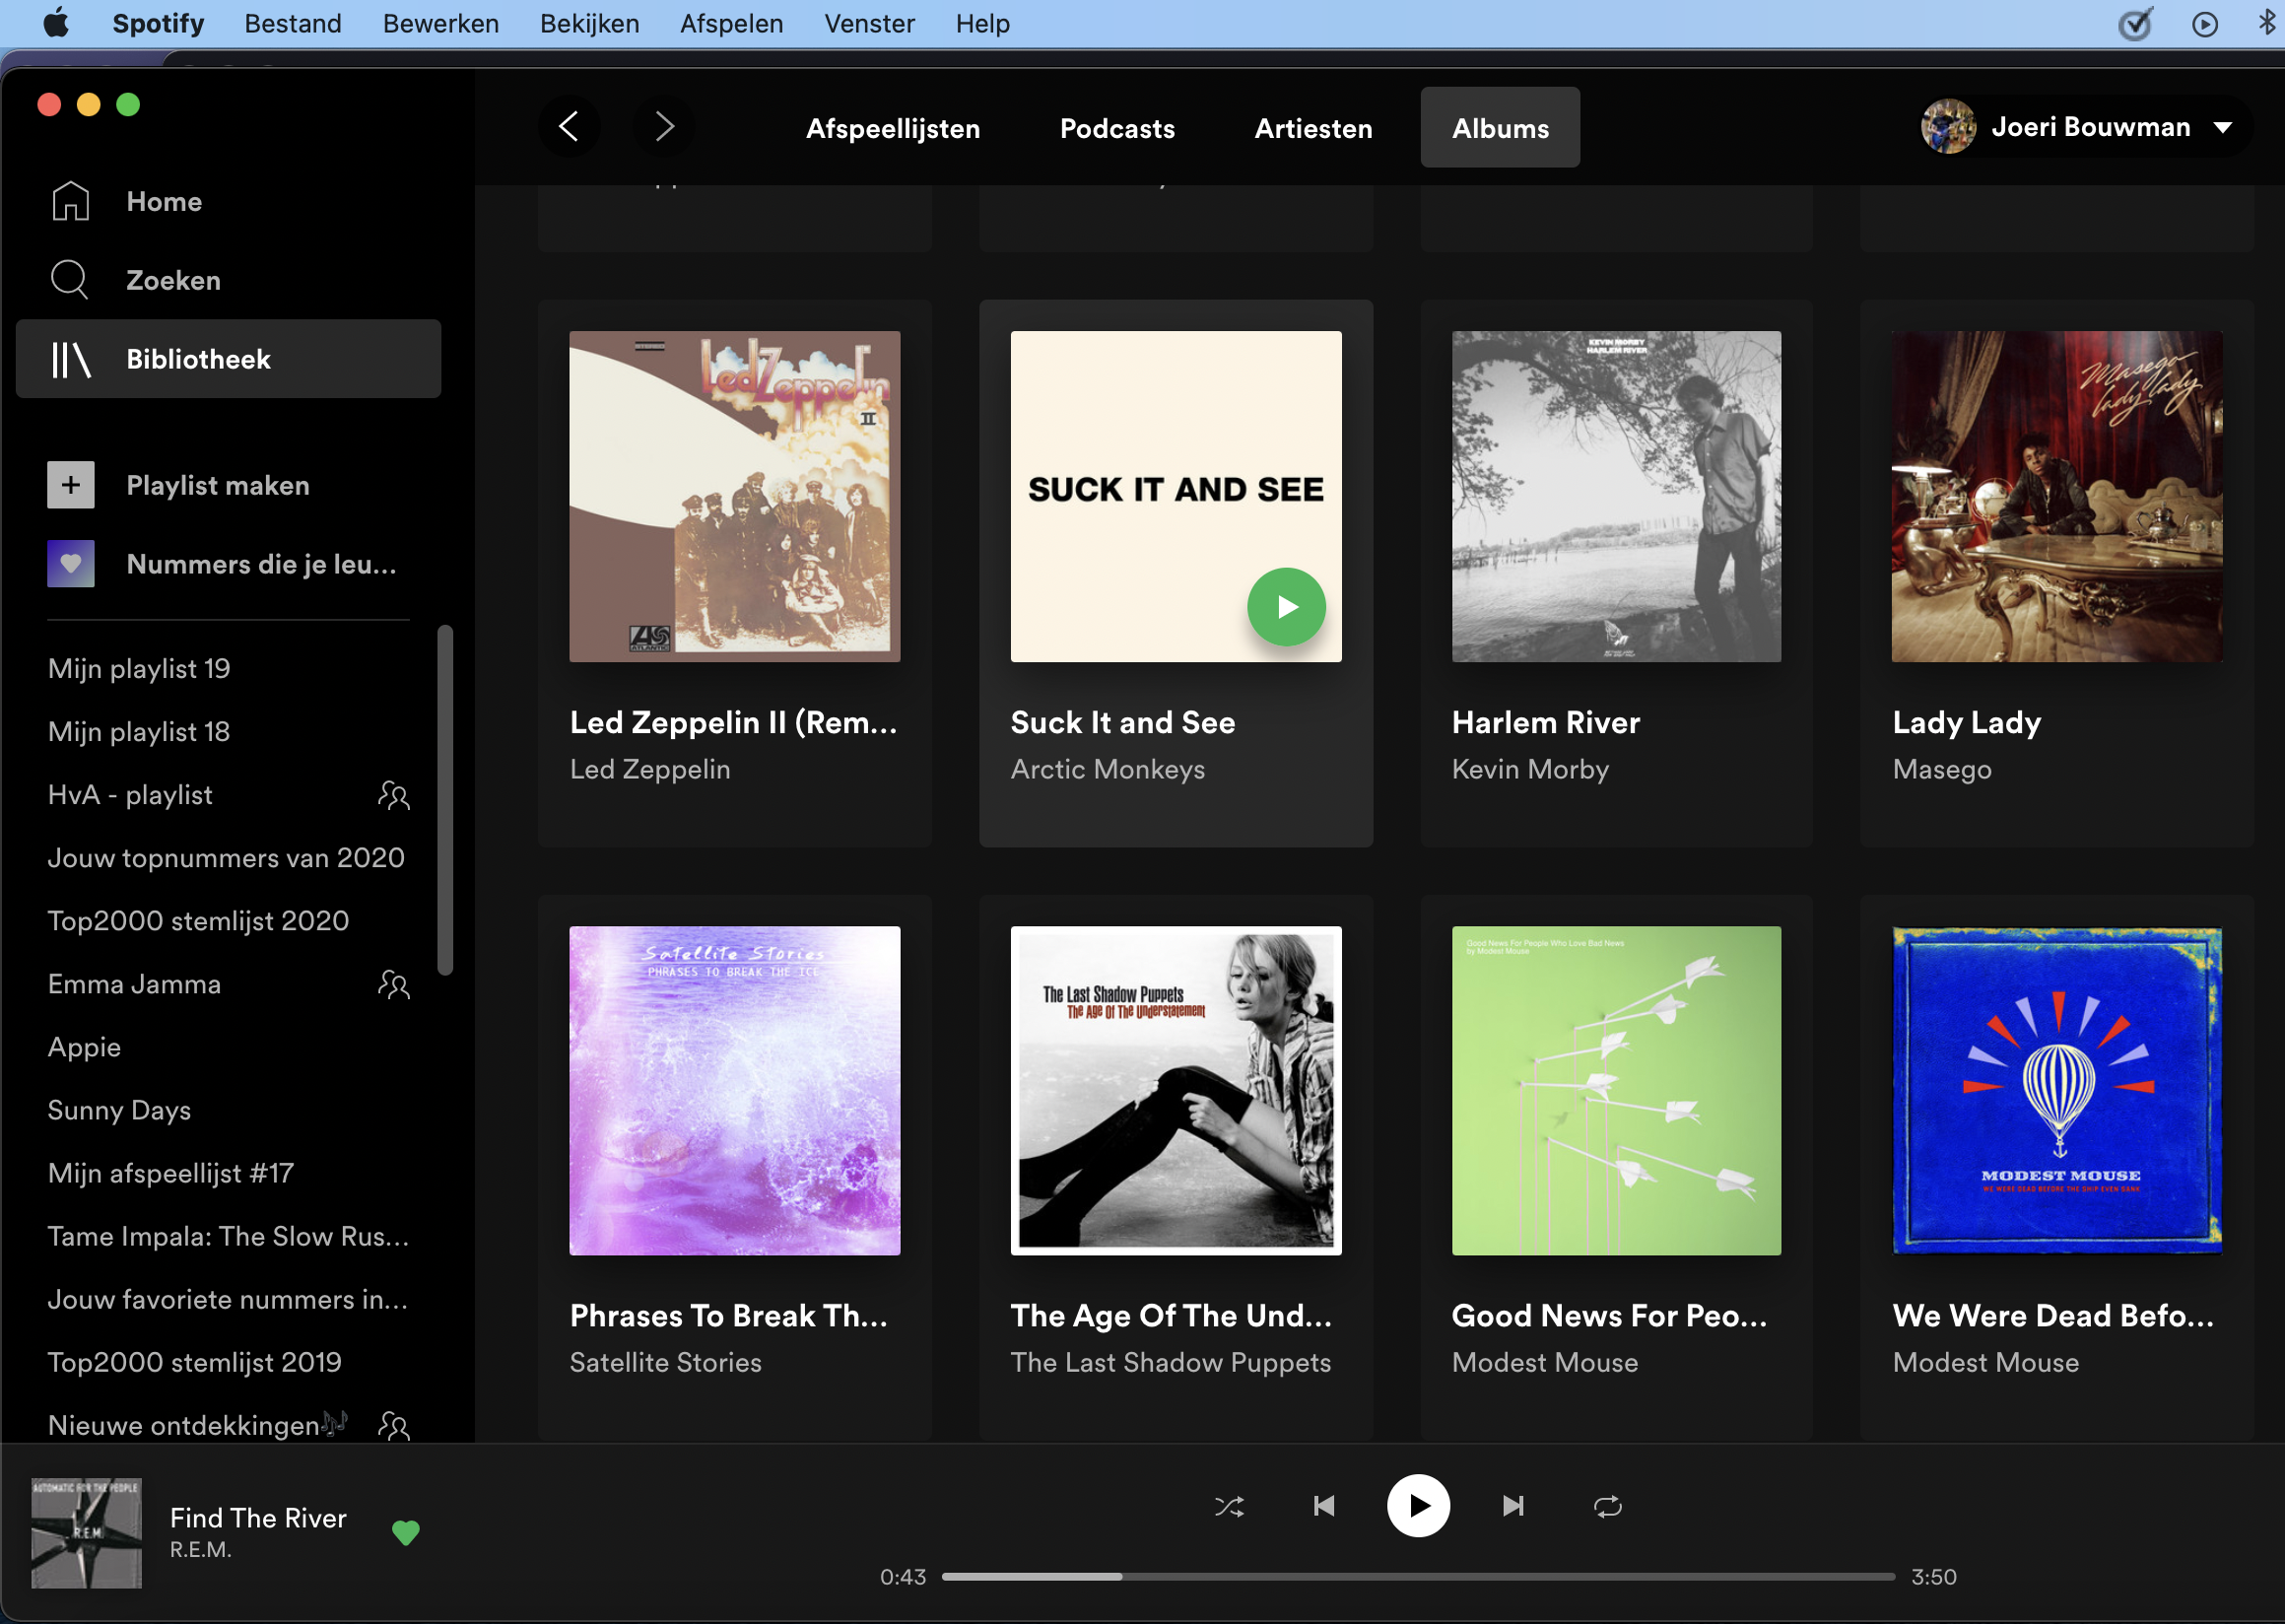 Spotify Bestand Bewerken Bekijken Afspelen Venster Help
Afspeellijsten Podcasts Artiesten Albums
Joeri Bouwman
Home
Zoeken
Bibliotheek
Playlist maken
Nummers die je leu...
Mijn playlist 19
Mijn playlist 18
HvA - playlist
Jouw topnummers van 2020
Top2000 stemlijst 2020
Emma Jamma
Appie
Sunny Days
Mijn afspeellijst #17
Tame Impala: The Slow Rus...
Jouw favoriete nummers in...
Top2000 stemlijst 2019
Nieuwe ontdekkingen🎶
Led Zeppelin
II
ATLANTIC
Led Zeppelin II (Rem...
Led Zeppelin
SUCK IT AND SEE
Suck It and See
Arctic Monkeys
KEVIN MORBY
HARLEM RIVER
Harlem River
Kevin Morby
Masego
lady lady
Lady Lady
Masego
Satellite Stories
PHRASES TO BREAK THE ICE
Phrases To Break Th...
Satellite Stories
The Last Shadow Puppets
The Age Of The Understatement
The Age Of The Und...
The Last Shadow Puppets
Good News For People Who Love Bad News
by Modest Mouse
Good News For Peo...
Modest Mouse
MODEST MOUSE
WE WERE DEAD BEFORE THE SHIP EVEN SANK
We Were Dead Befo...
Modest Mouse
AUTOMATIC FOR THE PEOPLE
R.E.M.
Find The River
R.E.M.
0:43
3:50